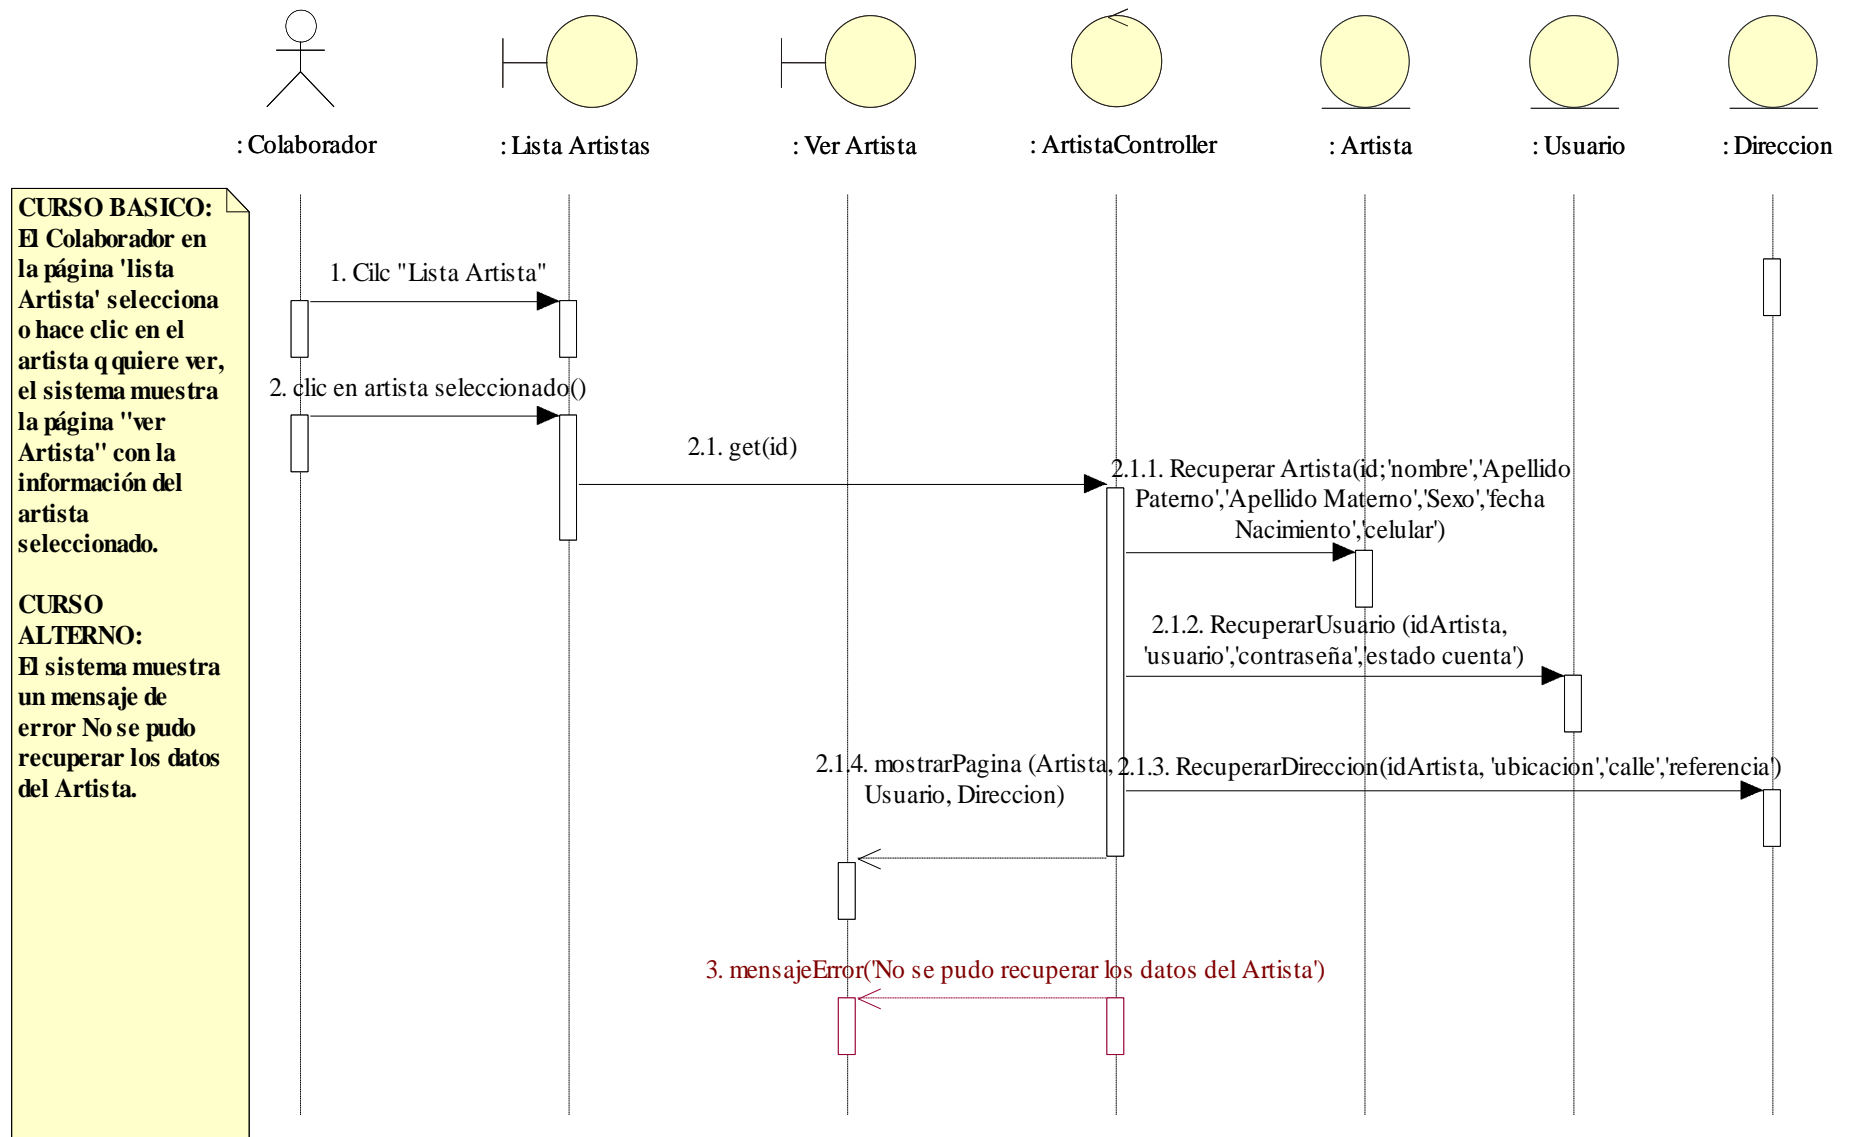 : Colaborador
: Lista Artistas
: Ver Artista
: ArtistaController
: Artista
: Usuario
: Direccion
CURSO BASICO:
El Colaborador en
la página 'lista
Artista' selecciona
o hace clic en el
artista q quiere ver,
el sistema muestra
la página "ver
Artista" con la
información del
artista
seleccionado.
CURSO
ALTERNO:
El sistema muestra
un mensaje de
error No se pudo
recuperar los datos
del Artista.
1. Cilc "Lista Artista"
2. clic en artista seleccionado()
2.1. get(id)
2.1.1. Recuperar Artista(id;'nombre','Apellido
Paterno','Apellido Materno','Sexo','fecha
Nacimiento','celular')
2.1.2. RecuperarUsuario (idArtista,
'usuario','contraseña','estado cuenta')
2.1.3. RecuperarDireccion(idArtista, 'ubicacion','calle','referencia')
2.1.4. mostrarPagina (Artista,
Usuario, Direccion)
3. mensajeError('No se pudo recuperar los datos del Artista')